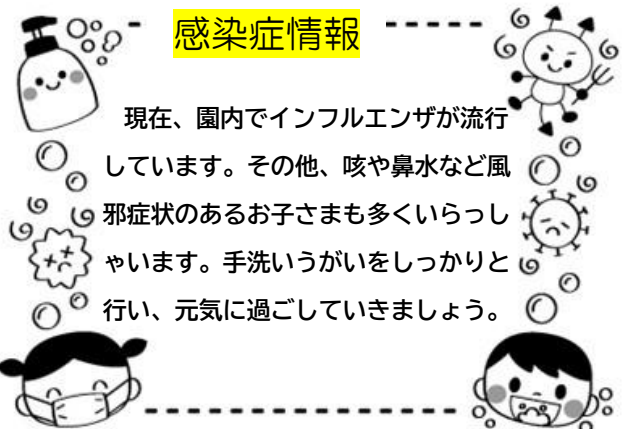 感染症情報
現在、園内でインフルエンザが流行
しています。その他、咳や鼻水など風
邪症状のあるお子さまも多くいらっし
ゃいます。手洗いうがいをしっかりと
行い、元気に過ごしていきましょう。